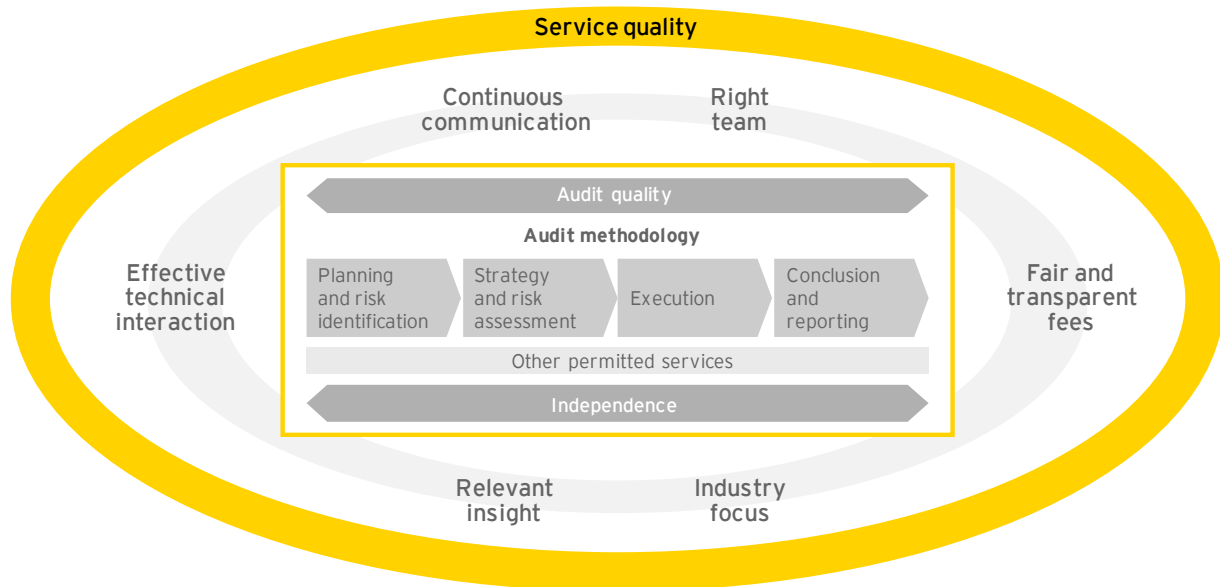 Service quality
Continuous
communication
Right
team
Audit quality
Audit methodology
Effective
technical
interaction
Planning
and risk
identification
Strategy
and risk
assessment
Execution
Conclusion
and
reporting
Fair and
transparent
fees
Other permitted services
Independence
Relevant
insight
Industry
focus